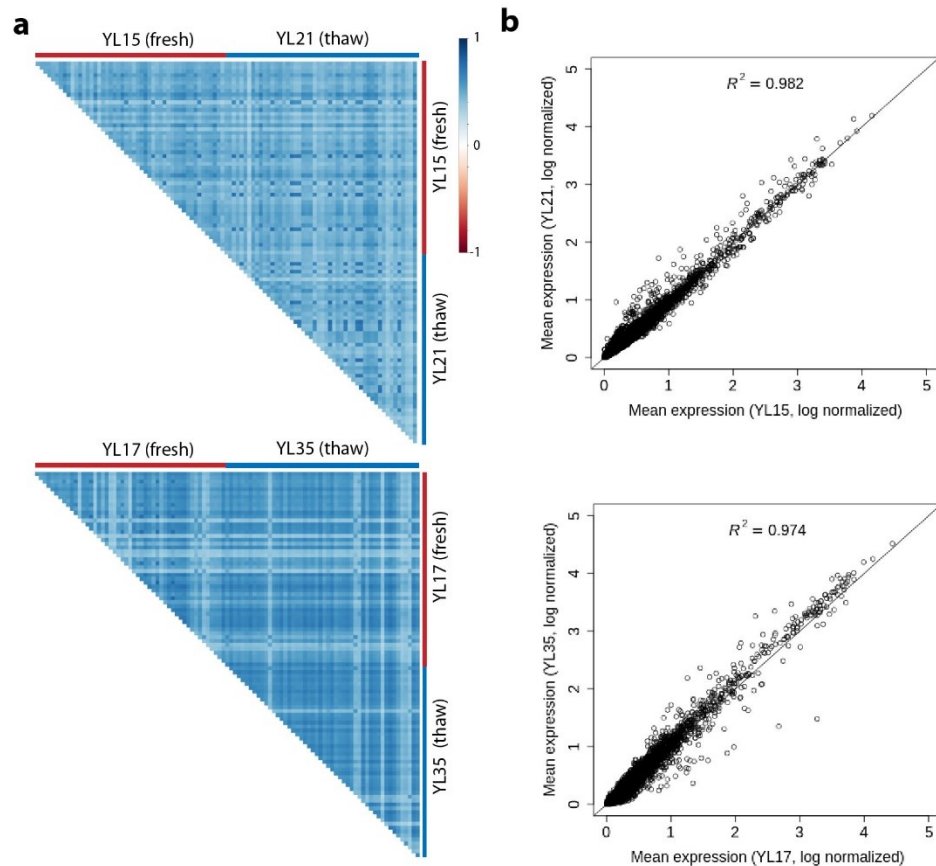 a
YL15 (fresh)
YL21 (thaw)
YL15 (fresh)
YL21 (thaw)
1
0
-1
b
R² = 0.982
Mean expression (YL21, log normalized)
5
4
3
2
1
0
0 1 2 3 4 5
Mean expression (YL15, log normalized)
YL17 (fresh)
YL35 (thaw)
YL17 (fresh)
YL35 (thaw)
R² = 0.974
Mean expression (YL35, log normalized)
5
4
3
2
1
0
0 1 2 3 4 5
Mean expression (YL17, log normalized)